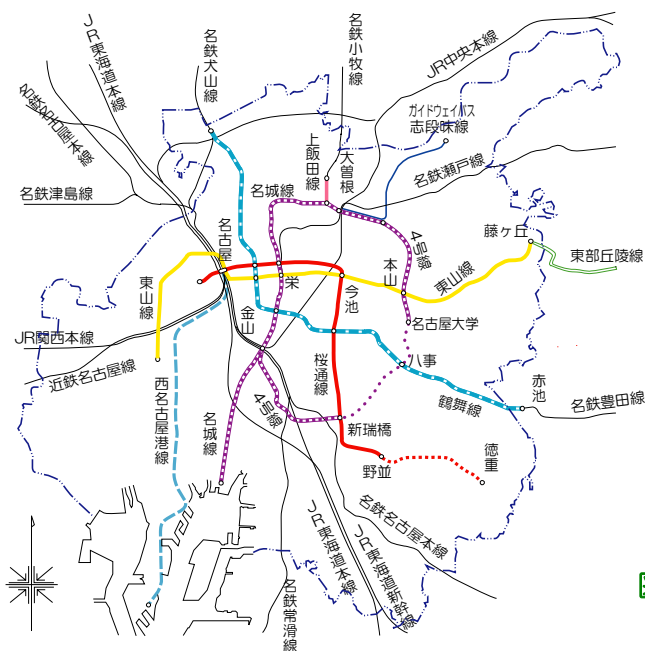 JR東海道本線
名鉄名古屋本線
名鉄犬山線
名鉄小牧線
JR中央本線
ガイドウェイバス
志段味線
上飯田線
大曽根
名鉄瀬戸線
名鉄津島線
名城線
名古屋
4号線
藤ヶ丘
東部丘陵線
東山線
本山
東山線
栄
今池
金山
名古屋大学
JR関西本線
近鉄名古屋線
桜通線
八事
赤池
鶴舞線
名鉄豊田線
西名古屋港線
名城線
4号線
新瑞橋
野並
徳重
名鉄名古屋本線
JR東海道本線
JR東海道新幹線
名鉄常滑線